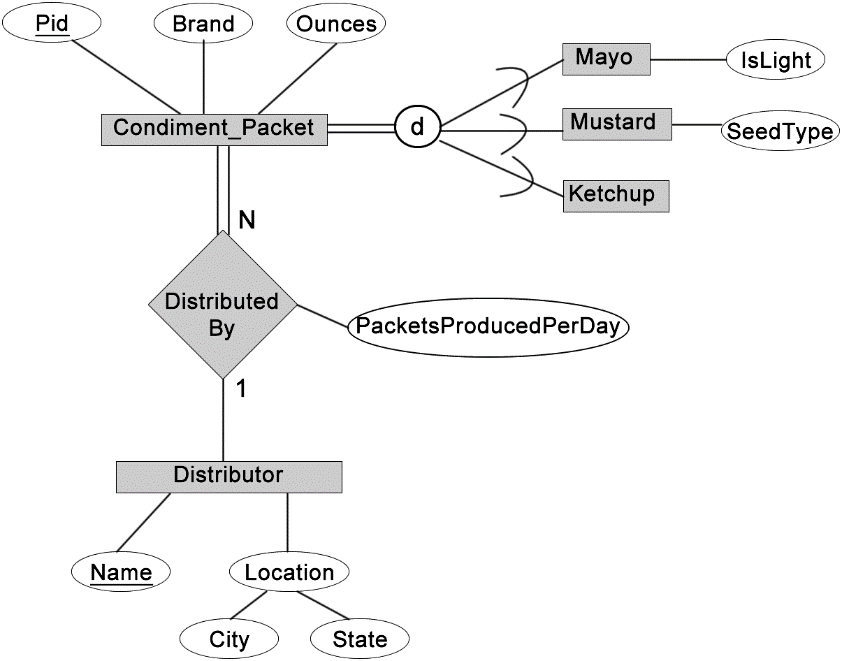 Pid
Brand
Ounces
Mayo
IsLight
Condiment_Packet
d
Mustard
SeedType
Ketchup
N
Distributed
By
PacketsProducedPerDay
1
Distributor
Name
Location
City
State